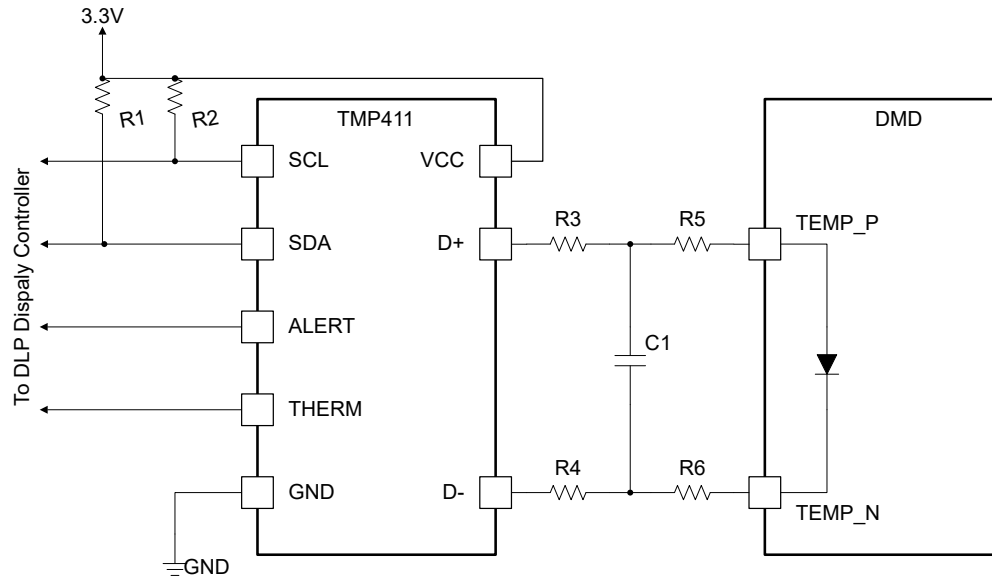 3.3V
R1
R2
TMP411
DMD
SCL
VCC
R3
R5
TEMP_P
SDA
D+
To DLP Dispaly Controller
ALERT
C1
THERM
R4
R6
GND
D-
TEMP_N
GND